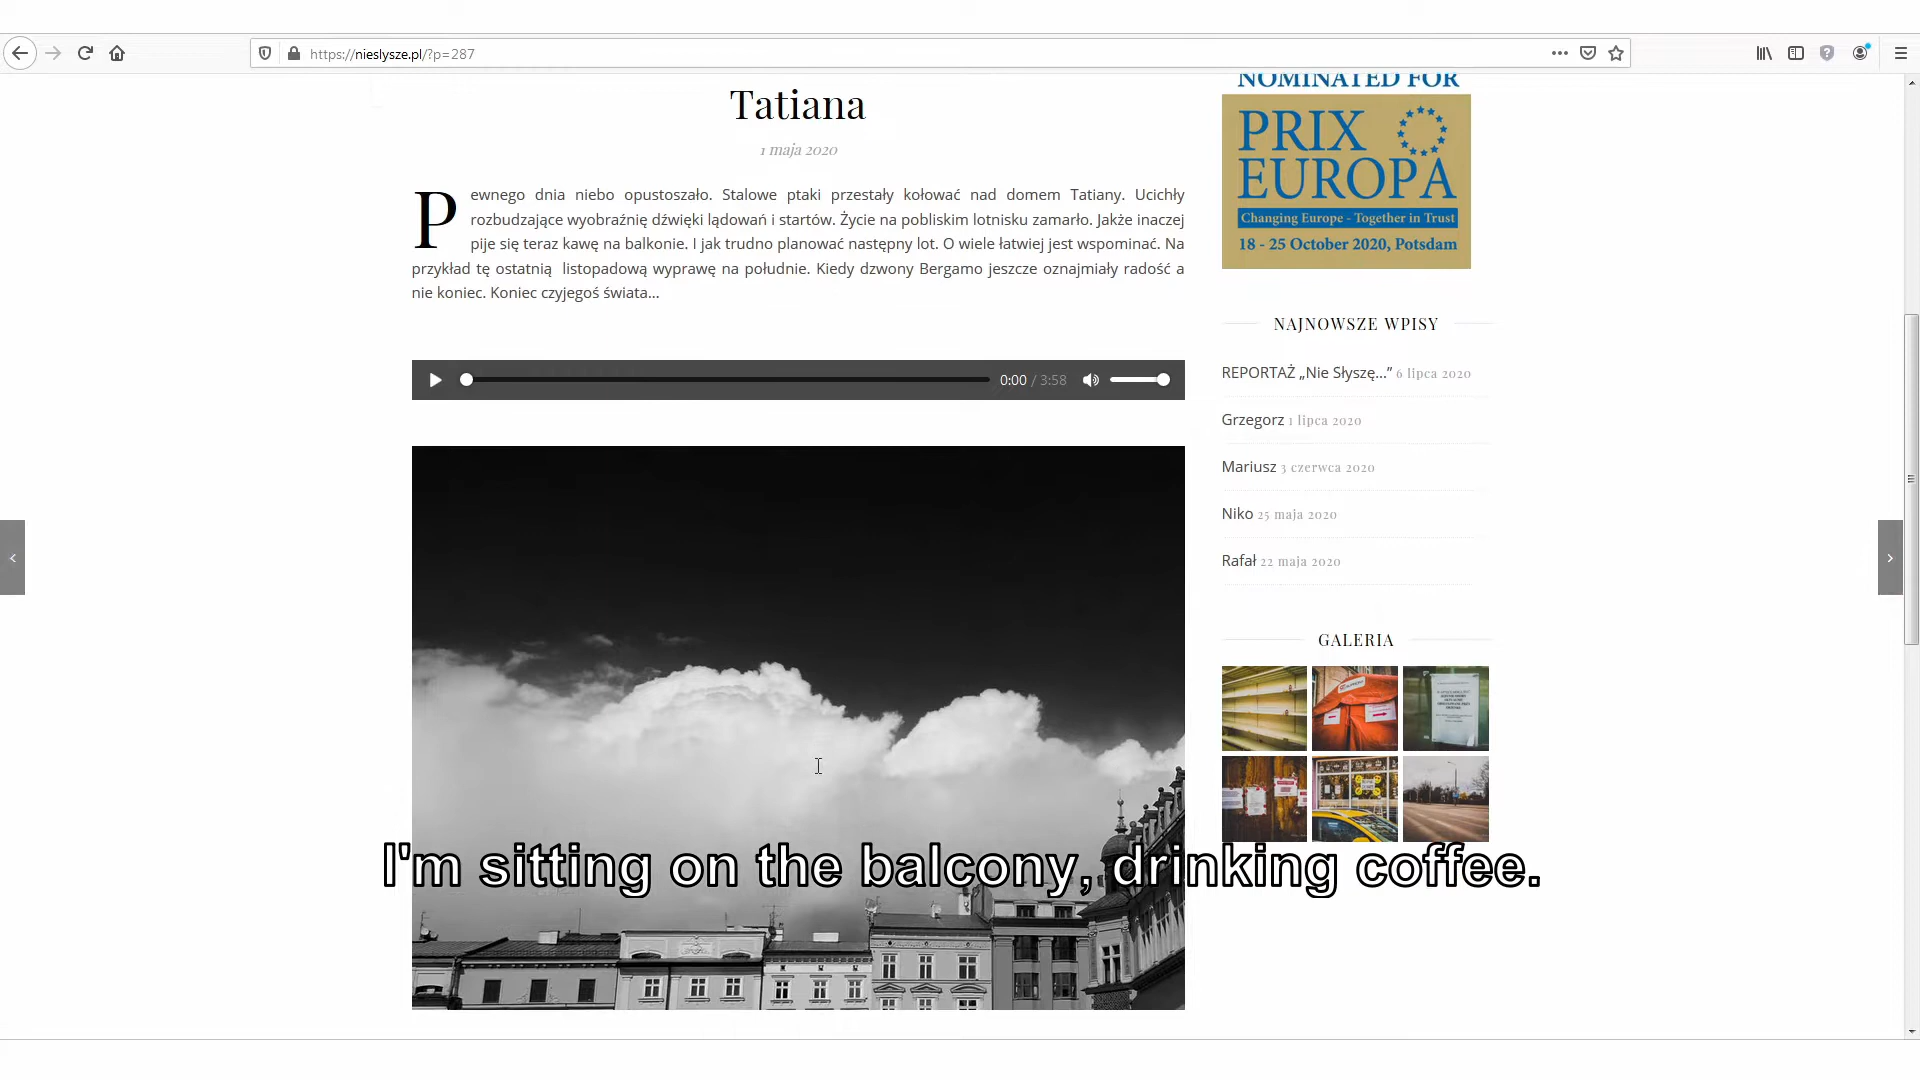 https://nieslysze.pl/?p=287
NOMINATED FOR
PRIX
EUROPA
Changing Europe - Together in Trust
18 - 25 October 2020, Potsdam
Tatiana
1 maja 2020
Pewnego dnia niebo opustoszało. Stalowe ptaki przestały kołować nad domem Tatiany. Ucichły
rozbudzające wyobraźnię dźwięki lądowań i startów. Życie na pobliskim lotnisku zamarło. Jakże inaczej
pije się teraz kawę na balkonie. I jak trudno planować następny lot. O wiele łatwiej jest wspominać. Na
przykład tę ostatnią listopadową wyprawę na południe. Kiedy dzwony Bergamo jeszcze oznajmiały radość a
nie koniec. Koniec czyjegoś świata...
0:00 / 3:58
NAJNOWSZE WPISY
REPORTAŻ „Nie Słyszę...” 6 lipca 2020
Grzegorz 1 lipca 2020
Mariusz 3 czerwca 2020
Niko 25 maja 2020
Rafał 22 maja 2020
GALERIA
I'm sitting on the balcony, drinking coffee.